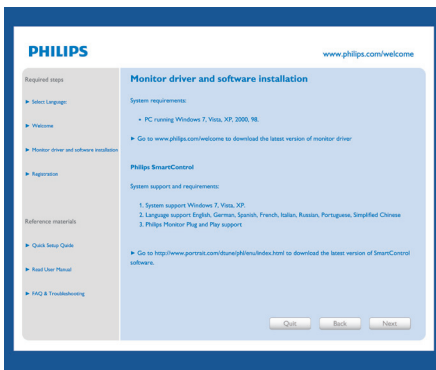 PHILIPS
www.philips.com/welcome
Required steps
► Select Language
► Welcome
► Monitor driver and software installation
► Registration
Reference materials
► Quick Setup Qaide
► Read User Manual
► FAQ & Troubleshooting
Monitor driver and software installation
System requirements:
• PC running Windows 7, Vista, XP, 2000, 98.
► Go to www.philips.com/welcome to download the latest version of monitor driver
Philips SmartControl
System support and requirements:
1. System support Windows 7, Vista, XP.
2. Language support English, German, Spanish, French, Italian, Russian, Portuguese, Simplified Chinese
3. Philips Monitor Plug and Play support
► Go to http://www.portrait.com/dtune/phl/enu/index.html to download the latest version of SmartControl
software.
Quit
Back
Next